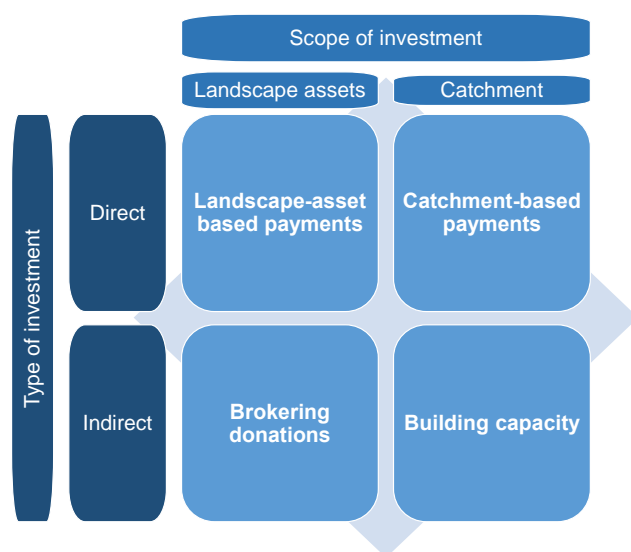 Scope of investment
Landscape assets
Catchment
Type of investment
Direct
Landscape-asset
based payments
Catchment-based
payments
Indirect
Brokering
donations
Building capacity